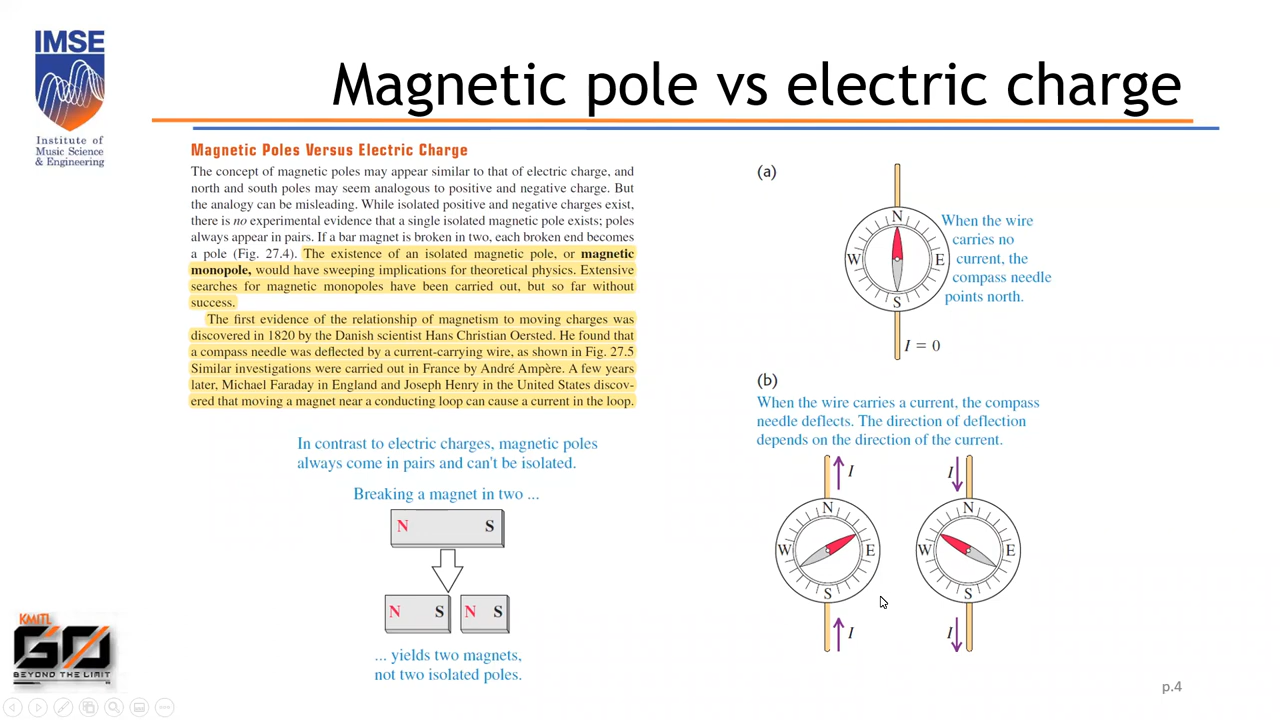 IMSE
Institute of
Music Science
& Engineering
Magnetic pole vs electric charge
Magnetic Poles Versus Electric Charge
The concept of magnetic poles may appear similar to that of electric charge, and
north and south poles may seem analogous to positive and negative charge. But
the analogy can be misleading. While isolated positive and negative charges exist,
there is no experimental evidence that a single isolated magnetic pole exists; poles
always appear in pairs. If a bar magnet is broken in two, each broken end becomes
a pole (Fig. 27.4). The existence of an isolated magnetic pole, or magnetic
monopole, would have sweeping implications for theoretical physics. Extensive
searches for magnetic monopoles have been carried out, but so far without
success.
The first evidence of the relationship of magnetism to moving charges was
discovered in 1820 by the Danish scientist Hans Christian Oersted. He found that
a compass needle was deflected by a current-carrying wire, as shown in Fig. 27.5
Similar investigations were carried out in France by André Ampère. A few years
later, Michael Faraday in England and Joseph Henry in the United States discov-
ered that moving a magnet near a conducting loop can cause a current in the loop.
In contrast to electric charges, magnetic poles
always come in pairs and can't be isolated.
Breaking a magnet in two ...
N S
N S N S
... yields two magnets,
not two isolated poles.
(a)
N
W E
S
When the wire
carries no
current, the
compass needle
points north.
I = 0
(b)
When the wire carries a current, the compass
needle deflects. The direction of deflection
depends on the direction of the current.
I I
N N
W E W E
S S
I I
KMITL
GO
BEYOND THE LIMIT
p.4